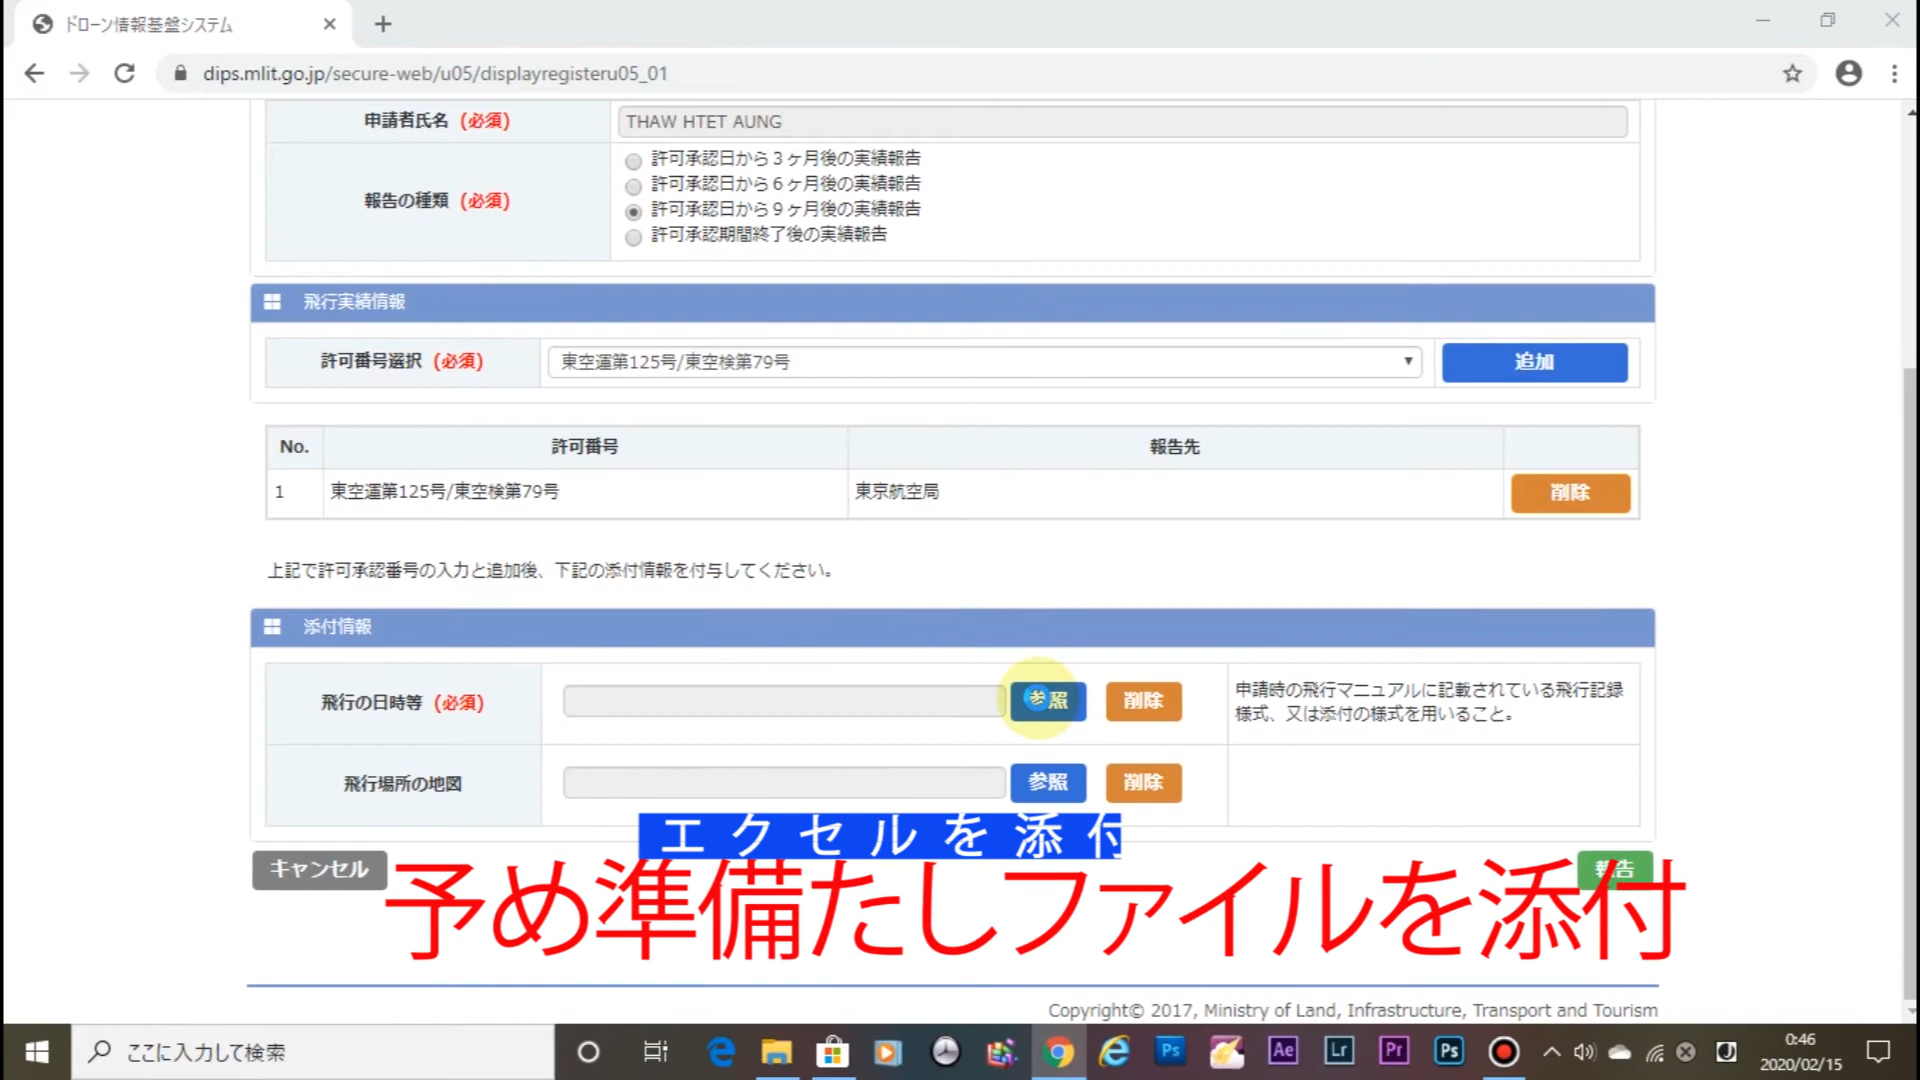 ドローン情報基盤システム
dips.mlit.go.jp/secure-web/u05/displayregisteru05_01
申請者氏名 (必須) THAW HTET AUNG
報告の種類 (必須)
許可承認日から3ヶ月後の実績報告
許可承認日から6ヶ月後の実績報告
許可承認日から9ヶ月後の実績報告
許可承認期間終了後の実績報告
飛行実績情報
許可番号選択 (必須) 東空運第125号/東空検第79号 追加
No. 許可番号 報告先
1 東空運第125号/東空検第79号 東京航空局 削除
上記で許可承認番号の入力と追加後、下記の添付情報を付与してください。
添付情報
飛行の日時等 (必須) 参照 削除
申請時の飛行マニュアルに記載されている飛行記録
様式、又は添付の様式を用いること。
飛行場所の地図 参照 削除
エクセルを添付
キャンセル 報告
予め準備たしファイルを添付
Copyright© 2017, Ministry of Land, Infrastructure, Transport and Tourism
ここに入力して検索
Ps
Ae
Lr
Pr
Ps
J
0:46
2020/02/15